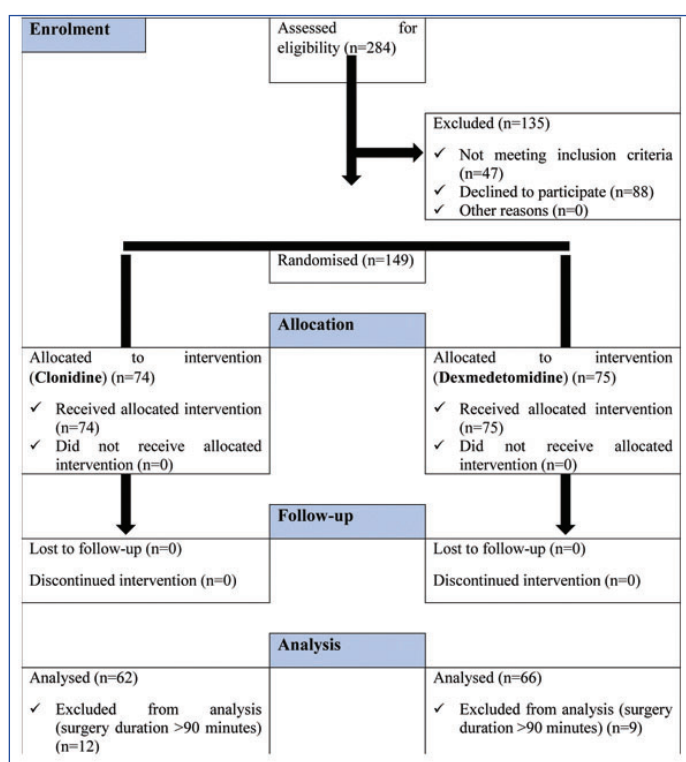 Enrolment
Assessed for
eligibility (n=284)
Excluded (n=135)
✓ Not meeting inclusion criteria
(n=47)
✓ Declined to participate (n=88)
✓ Other reasons (n=0)
Randomised (n=149)
Allocation
Allocated to intervention
(Clonidine) (n=74)
✓ Received allocated intervention
(n=74)
✓ Did not receive allocated
intervention (n=0)
Allocated to intervention
(Dexmedetomidine) (n=75)
✓ Received allocated intervention
(n=75)
✓ Did not receive allocated
intervention (n=0)
Follow-up
Lost to follow-up (n=0)
Discontinued intervention (n=0)
Lost to follow-up (n=0)
Discontinued intervention (n=0)
Analysis
Analysed (n=62)
✓ Excluded from analysis
(surgery duration >90 minutes)
(n=12)
Analysed (n=66)
✓ Excluded from analysis (surgery
duration >90 minutes) (n=9)